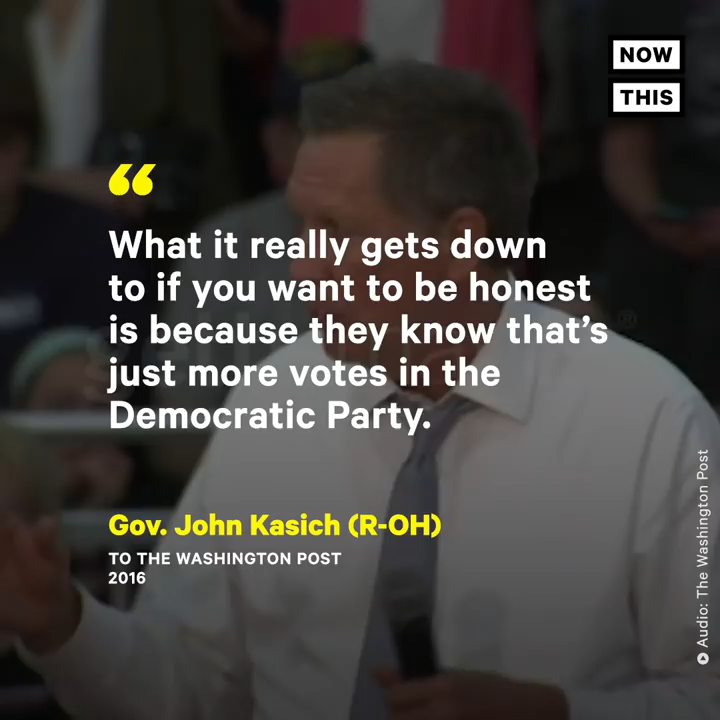 NOW
THIS
“
What it really gets down
to if you want to be honest
is because they know that’s
just more votes in the
Democratic Party.
Gov. John Kasich (R-OH)
TO THE WASHINGTON POST
2016
Audio: The Washington Post
®